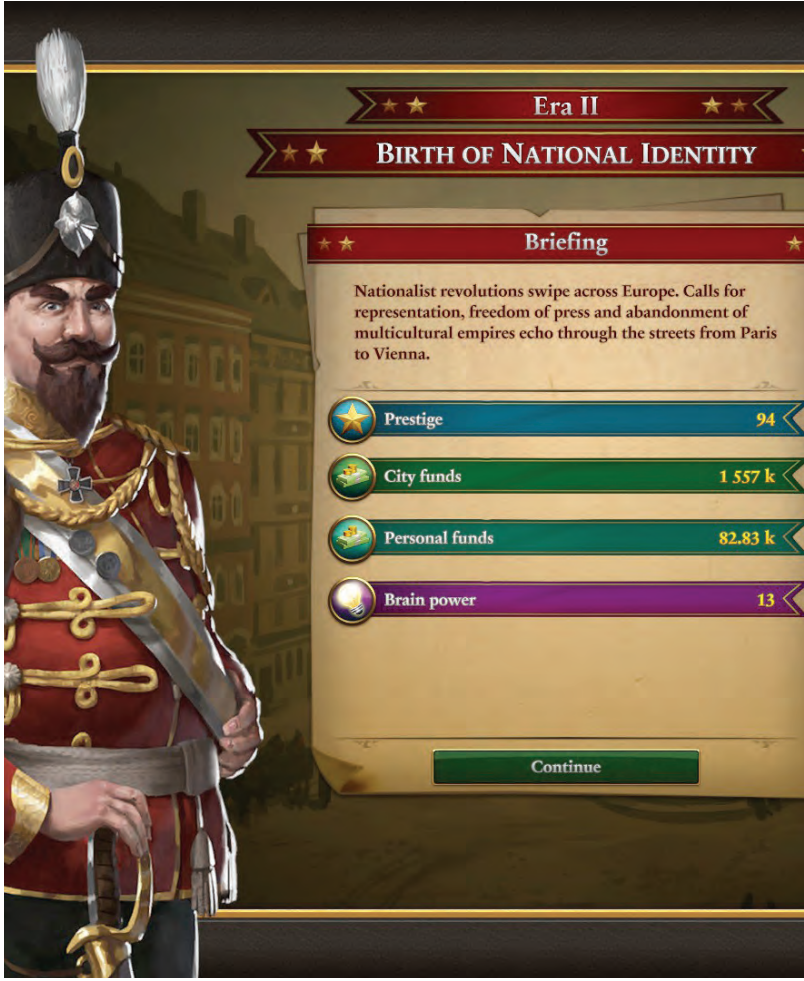 Era II
BIRTH OF NATIONAL IDENTITY
Briefing
Nationalist revolutions swipe across Europe. Calls for
representation, freedom of press and abandonment of
multicultural empires echo through the streets from Paris
to Vienna.
Prestige 94
City funds 1 557 k
Personal funds 82.83 k
Brain power 13
Continue